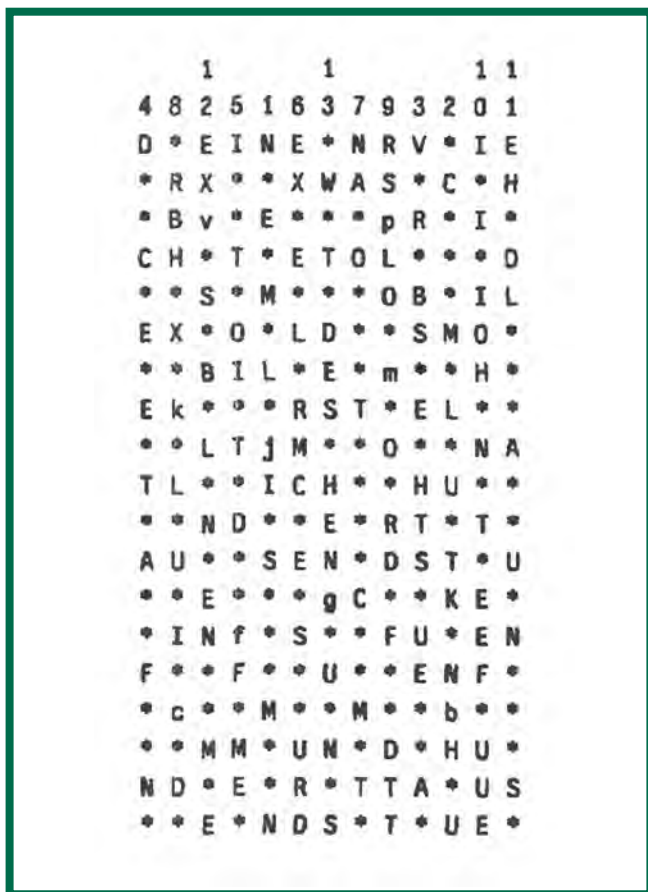 1 1 1 1
4 8 2 5 1 6 3 7 9 3 2 0 1
D * E I N E * N R V * I E
* R X * * X W A S * C * H
* B v * E * * * p R * I *
C H * T * E T O L * * * D
* * S * M * * * O B * I L
E X * O * L D * * S M O *
* * B I L * E * m * * H *
E k * * * R S T * E L * *
* * L T j M * * O * * N A
T L * * I C H * * H U * *
* * N D * * E * R T * T *
A U * * S E N * D S T * U
* * E * * * g C * * K E *
* I N f * S * * F U * E N
F * * F * * U * * E N F *
* c * * M * * M * * b * *
* * M M * U N * D * H U *
N D * E * R * T T A * U S
* * E * N D S * T * U E *